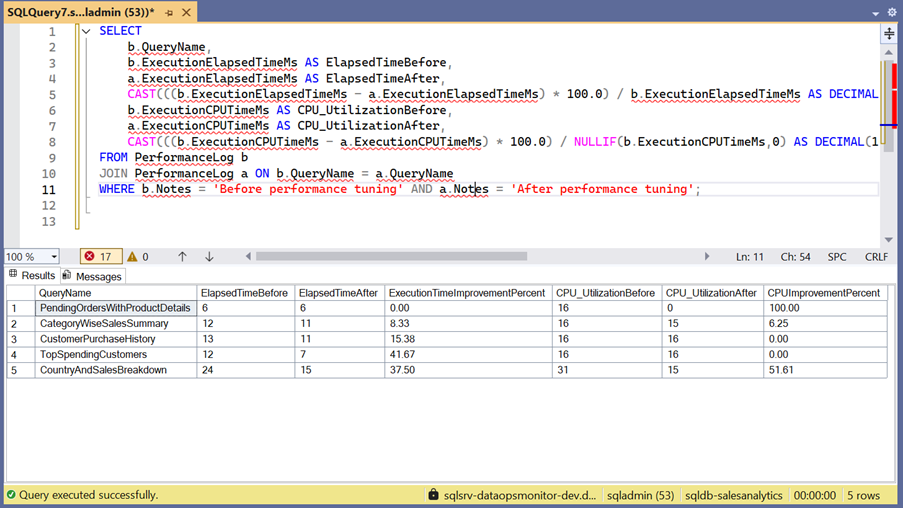 SQLQuery7.s...ladmin (53))*
1 SELECT
2 b.QueryName,
3 b.ExecutionElapsedTimeMs AS ElapsedTimeBefore,
4 a.ExecutionElapsedTimeMs AS ElapsedTimeAfter,
5 CAST(((b.ExecutionElapsedTimeMs - a.ExecutionElapsedTimeMs) * 100.0) / b.ExecutionElapsedTimeMs AS DECIMAL
6 b.ExecutionCPUTimeMs AS CPU_UtilizationBefore,
7 a.ExecutionCPUTimeMs AS CPU_UtilizationAfter,
8 CAST(((b.ExecutionCPUTimeMs - a.ExecutionCPUTimeMs) * 100.0) / NULLIF(b.ExecutionCPUTimeMs,0) AS DECIMAL(1
9 FROM PerformanceLog b
10 JOIN PerformanceLog a ON b.QueryName = a.QueryName
11 WHERE b.Notes = 'Before performance tuning' AND a.Notes = 'After performance tuning';
12
13
100 % 17 0 Ln: 11 Ch: 54 SPC CRLF
Results Messages
QueryName ElapsedTimeBefore ElapsedTimeAfter ExecutionTimeImprovementPercent CPU_UtilizationBefore CPU_UtilizationAfter CPUImprovementPercent
1 PendingOrdersWithProductDetails 6 6 0.00 16 0 100.00
2 CategoryWiseSalesSummary 12 11 8.33 16 15 6.25
3 CustomerPurchaseHistory 13 11 15.38 16 16 0.00
4 TopSpendingCustomers 12 7 41.67 16 16 0.00
5 CountryAndSalesBreakdown 24 15 37.50 31 15 51.61
Query executed successfully. sqlsrv-dataopsmonitor-dev.d... sqladmin (53) sqldb-salesanalytics 00:00:00 5 rows